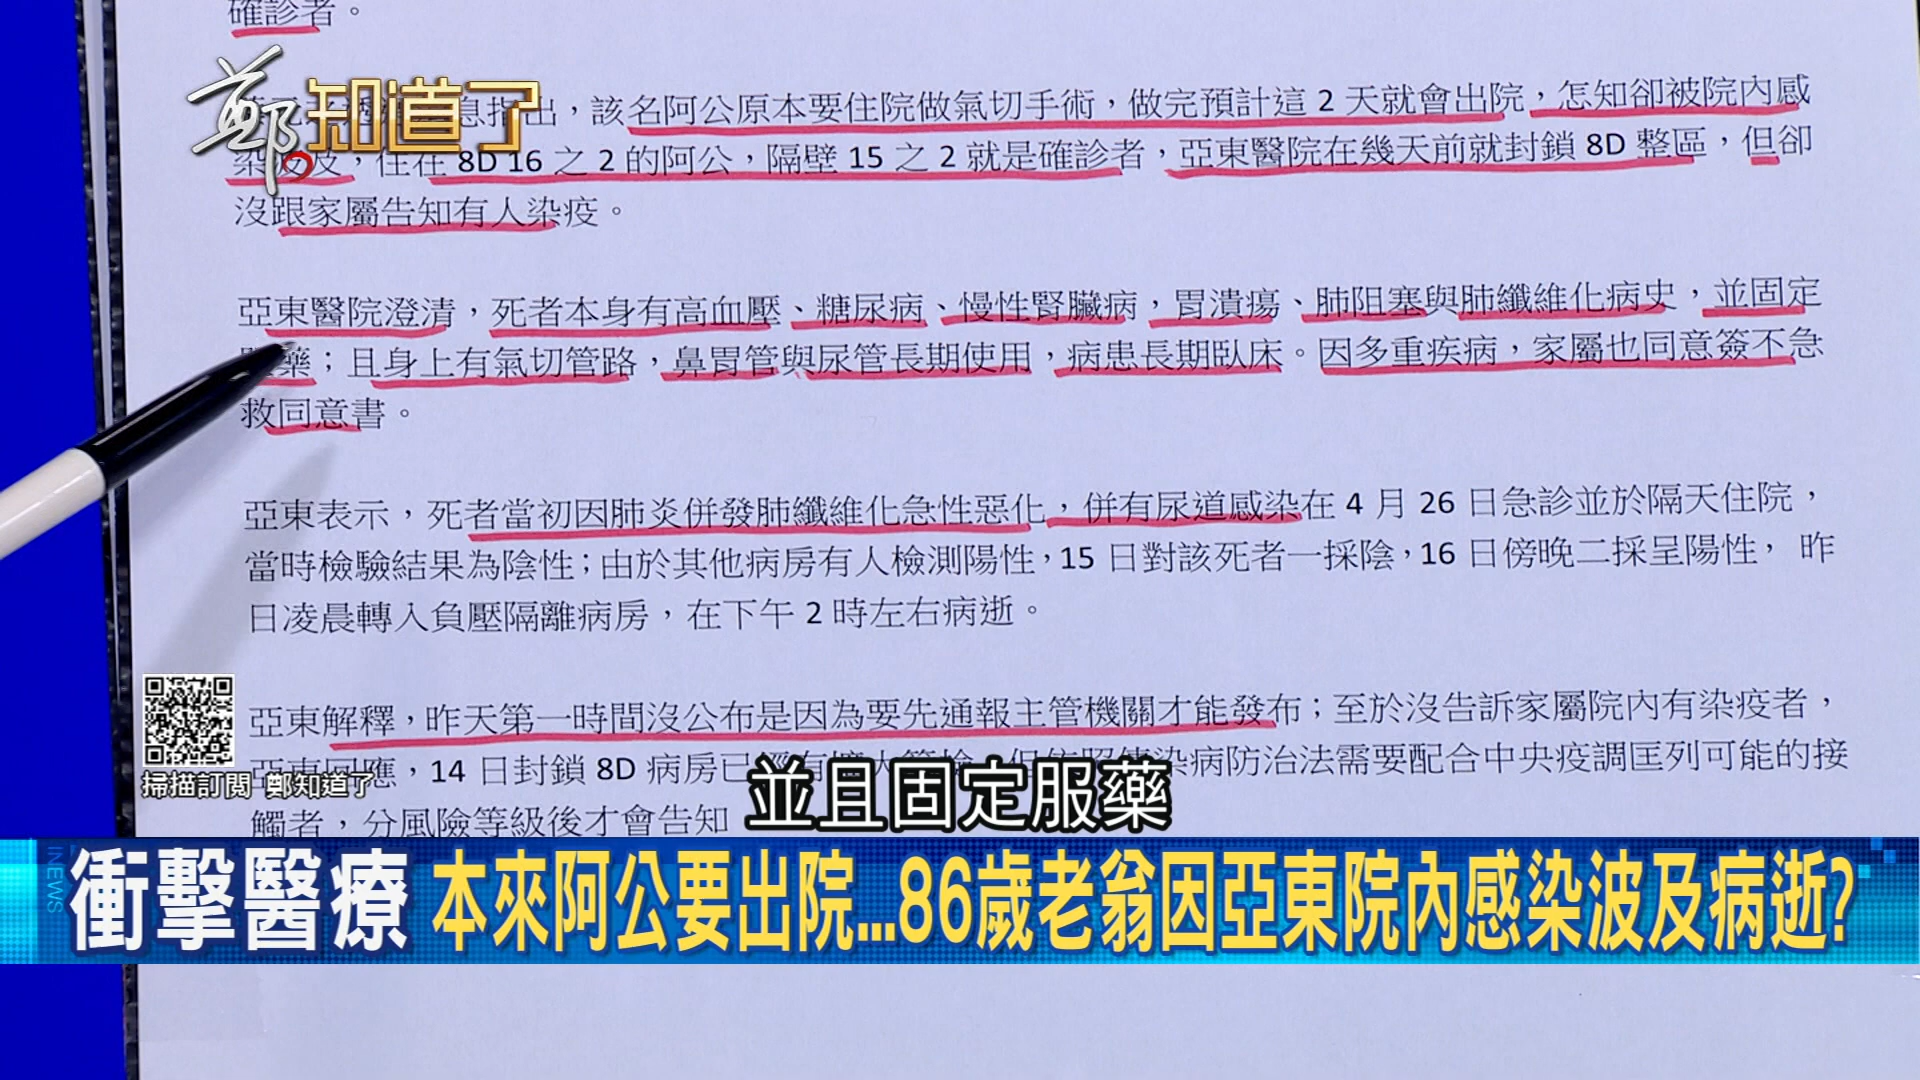 確診者。
鄭知道了
息指出，該名阿公原本要住院做氣切手術，做完預計這 2 天就會出院，怎知卻被院內感
染波及，住在 8D 16 之 2 的阿公，隔壁 15 之 2 就是確診者，亞東醫院在幾天前就封鎖 8D 整區，但卻
沒跟家屬告知有人染疫。
亞東醫院澄清，死者本身有高血壓、糖尿病、慢性腎臟病，胃潰瘍、肺阻塞與肺纖維化病史，並固定
藥；且身上有氣切管路，鼻胃管與尿管長期使用，病患長期臥床。因多重疾病，家屬也同意簽不急
救同意書。
亞東表示，死者當初因肺炎併發肺纖維化急性惡化，併有尿道感染在 4 月 26 日急診並於隔天住院，
當時檢驗結果為陰性；由於其他病房有人檢測陽性，15 日對該死者一採陰，16 日傍晚二採呈陽性， 昨
日凌晨轉入負壓隔離病房，在下午 2 時左右病逝。
亞東解釋，昨天第一時間沒公布是因為要先通報主管機關才能發布；至於沒告訴家屬院內有染疫者，
亞東回應，14 日封鎖 8D 病房已經有擴大篩檢，但依照傳染病防治法需要配合中央疫調匡列可能的接
觸者，分風險等級後才會告知
掃描訂閱 鄭知道了
並且固定服藥
iNEWS
衝擊醫療 本來阿公要出院...86歲老翁因亞東院內感染波及病逝?